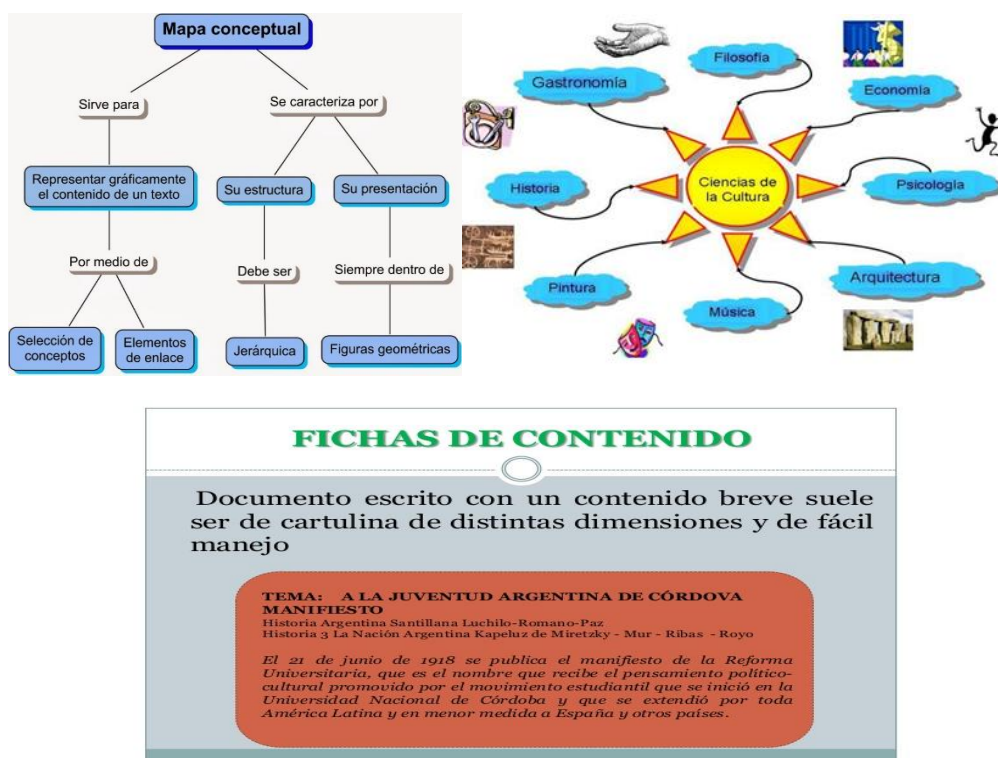 Mapa conceptual
Sirve para
Se caracteriza por
Representar gráficamente
el contenido de un texto
Su estructura
Su presentación
Por medio de
Debe ser
Siempre dentro de
Selección de
conceptos
Elementos
de enlace
Jerárquica
Figuras geométricas
Filosofía
Gastronomía
Economía
Historia
Ciencias de
la Cultura
Psicología
Pintura
Música
Arquitectura
FICHAS DE CONTENIDO
Documento escrito con un contenido breve suele
ser de cartulina de distintas dimensiones y de fácil
manejo
TEMA: A LA JUVENTUD ARGENTINA DE CÓRDOVA
MANIFIESTO
Historia Argentina Santillana Luchilo-Romano-Paz
Historia 3 La Nación Argentina Kapeluz de Miretzky - Mur - Ribas - Royo
El 21 de junio de 1918 se publica el manifiesto de la Reforma
Universitaria, que es el nombre que recibe el pensamiento político-
cultural promovido por el movimiento estudiantil que se inició en la
Universidad Nacional de Córdoba y que se extendió por toda
América Latina y en menor medida a España y otros países.